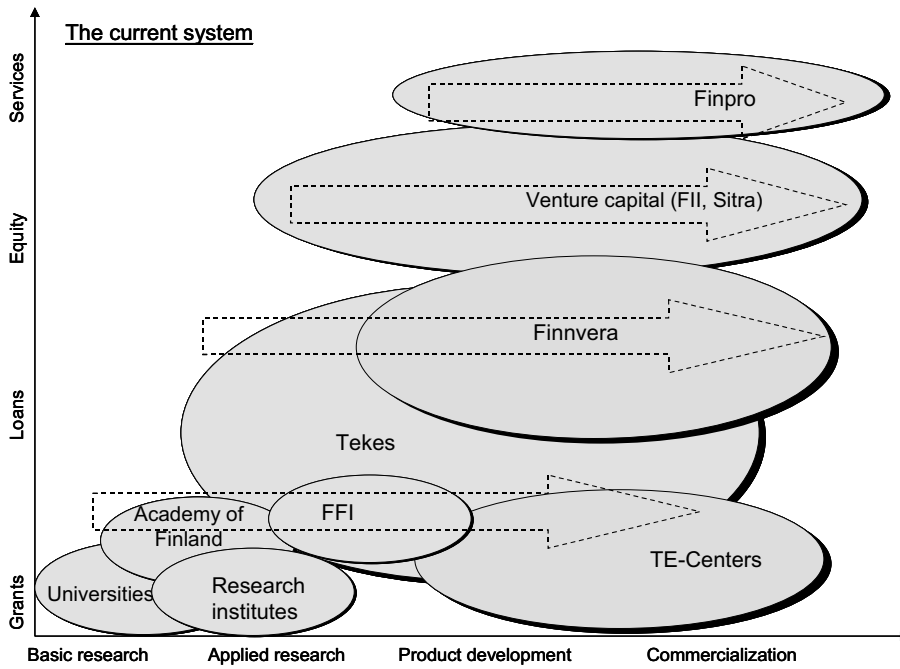 The current system
Services
Finpro
Equity
Venture capital (FII, Sitra)
Finnvera
Loans
Tekes
Academy of
Finland
FFI
TE-Centers
Grants
Universities
Research
institutes
Basic research
Applied research
Product development
Commercialization